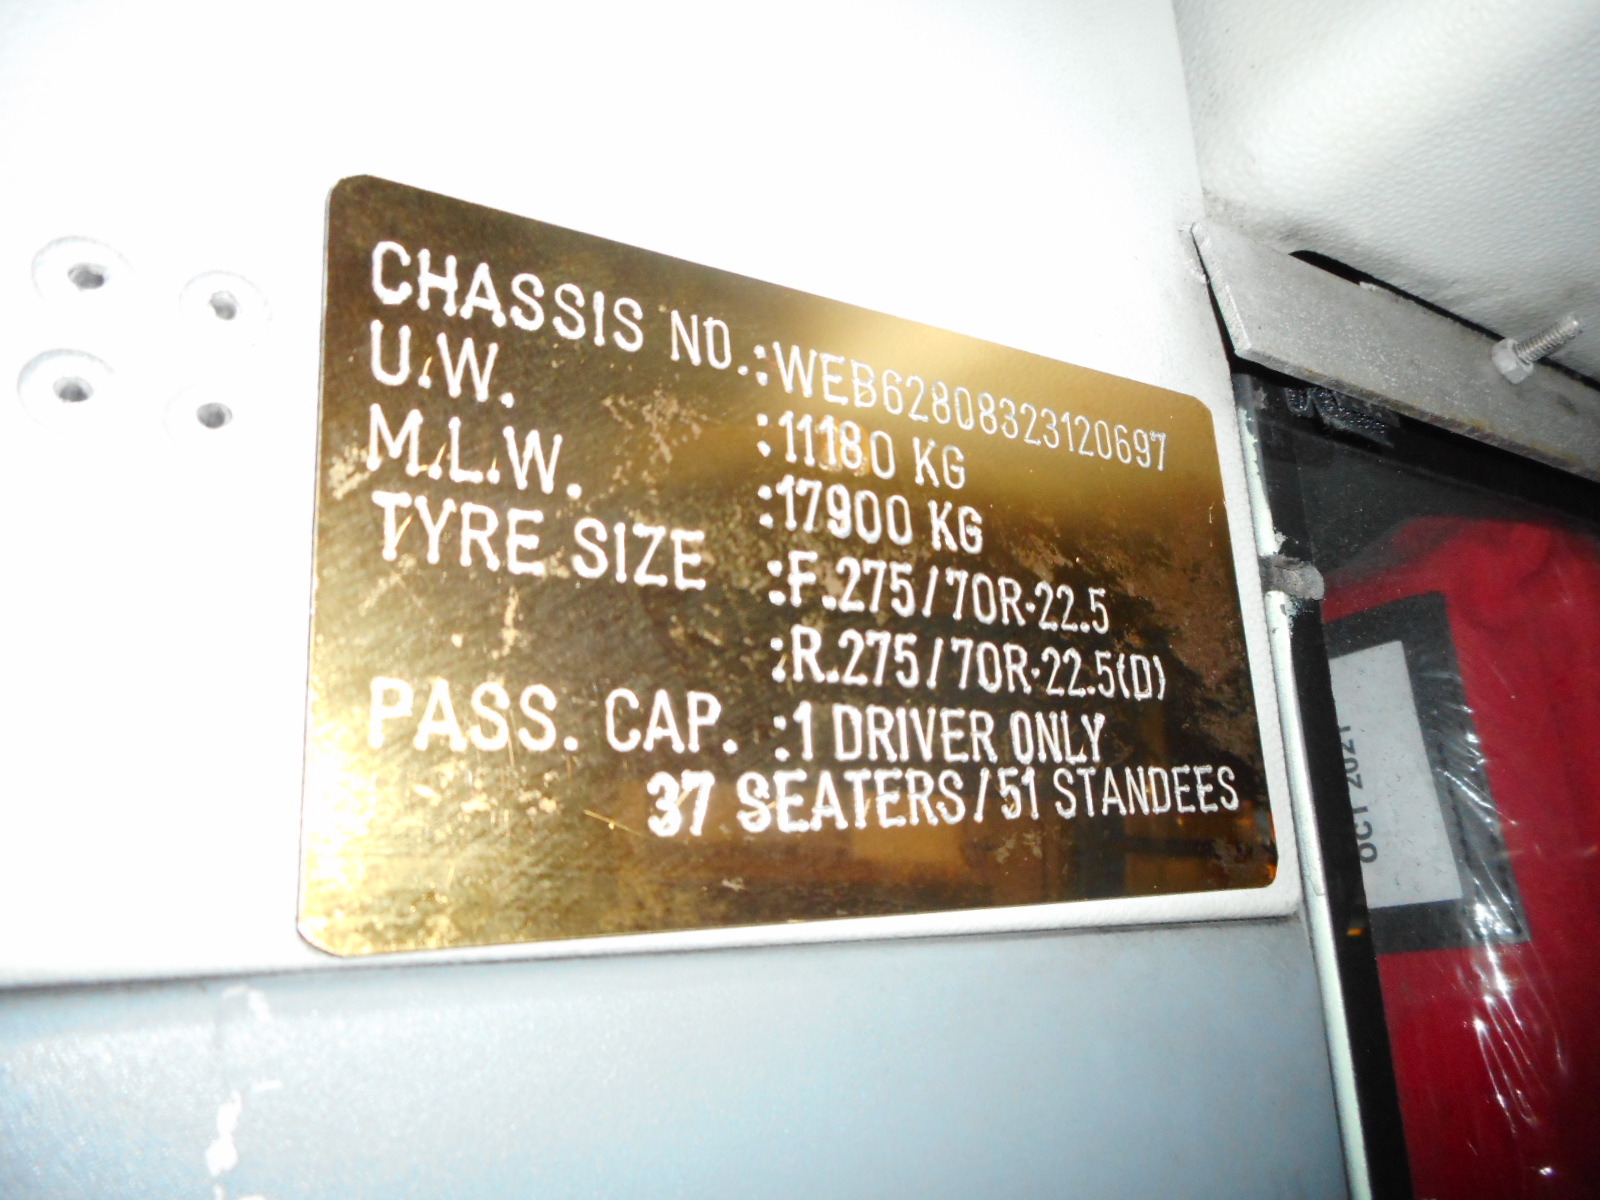 CHASSIS NO.:WEB62808323120697
U.W. :11180 KG
M.L.W. :17900 KG
TYRE SIZE :F.275/70R-22.5
:R.275/70R-22.5(D)
PASS. CAP. :1 DRIVER ONLY
37 SEATERS/51 STANDEES
OCT 2021